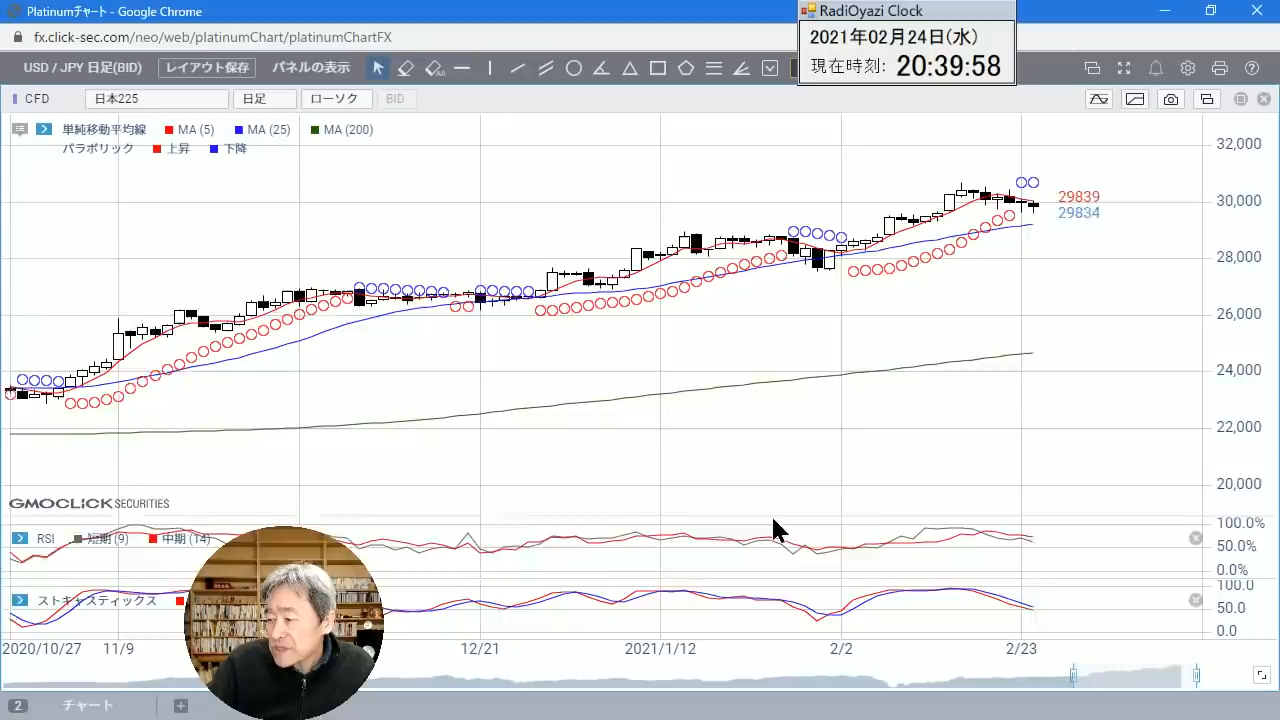 Platinumチャート - Google Chrome
RadiOyazi Clock
2021年02月24日(水)
現在時刻: 20:39:58
fx.click-sec.com/neo/web/platinumChart/platinumChartFX
USD / JPY 日足(BID) レイアウト保存 パネルの表示
CFD 日本225 日足 ローソク BID
単純移動平均線 MA (5) MA (25) MA (200)
パラボリック 上昇 下降
32,000
30,000
28,000
26,000
24,000
22,000
20,000
29839
29834
GMOCLICK SECURITIES
RSI 短期 (9) 中期 (14)
100.0%
50.0%
0.0%
ストキャスティックス
100.0
50.0
0.0
2020/10/27 11/9 12/21 2021/1/12 2/2 2/23
2 チャート